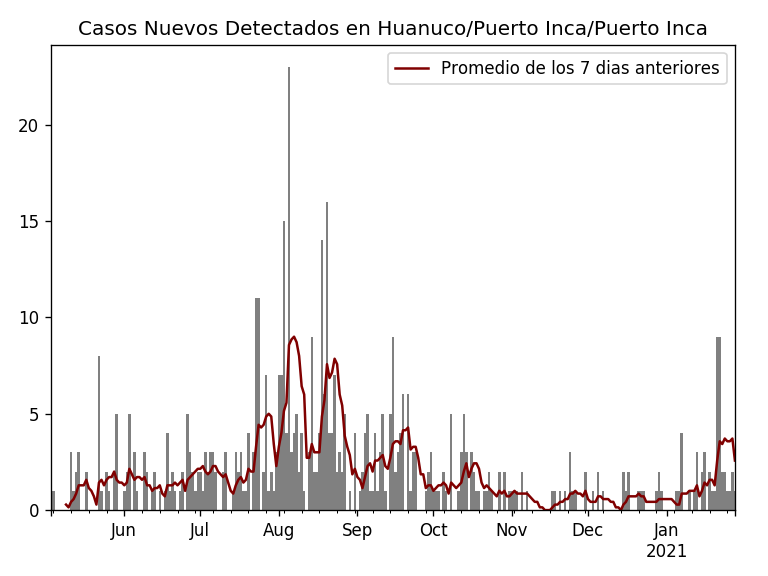 Casos Nuevos Detectados en Huanuco/Puerto Inca/Puerto Inca
Promedio de los 7 dias anteriores
20
15
10
5
0
Jun Jul Aug Sep Oct Nov Dec Jan
2021